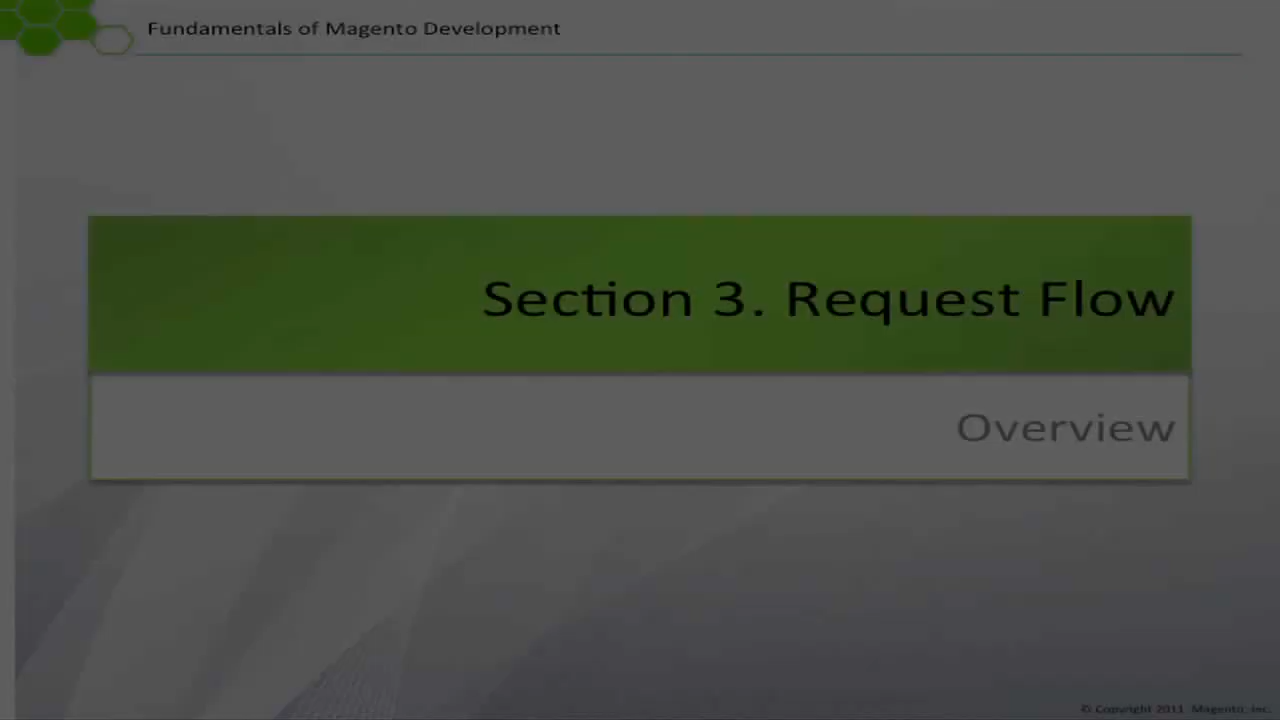 Fundamentals of Magento Development
Section 3. Request Flow
Overview
© Copyright 2011 Magento, Inc.